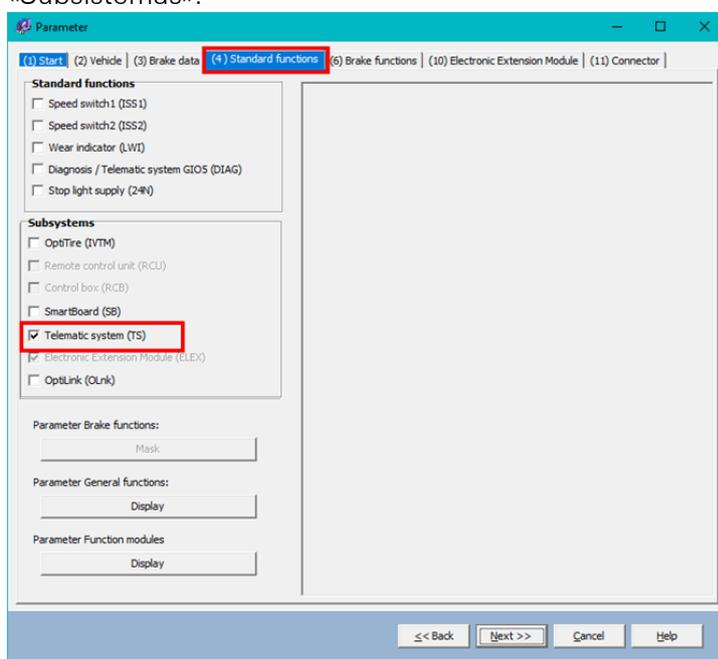 «Subsistemas».
Parameter
(1) Start (2) Vehicle (3) Brake data (4) Standard functions (6) Brake functions (10) Electronic Extension Module (11) Connector
Standard functions
Speed switch1 (ISS1)
Speed switch2 (ISS2)
Wear indicator (LWI)
Diagnosis / Telematic system GIO5 (DIAG)
Stop light supply (24N)
Subsystems
OptiTire (IVTM)
Remote control unit (RCU)
Control box (RCB)
SmartBoard (SB)
Telematic system (TS)
Electronic Extension Module (ELEX)
OptiLink (OLnk)
Parameter Brake functions:
Mask
Parameter General functions:
Display
Parameter Function modules
Display
<< Back Next >> Cancel Help